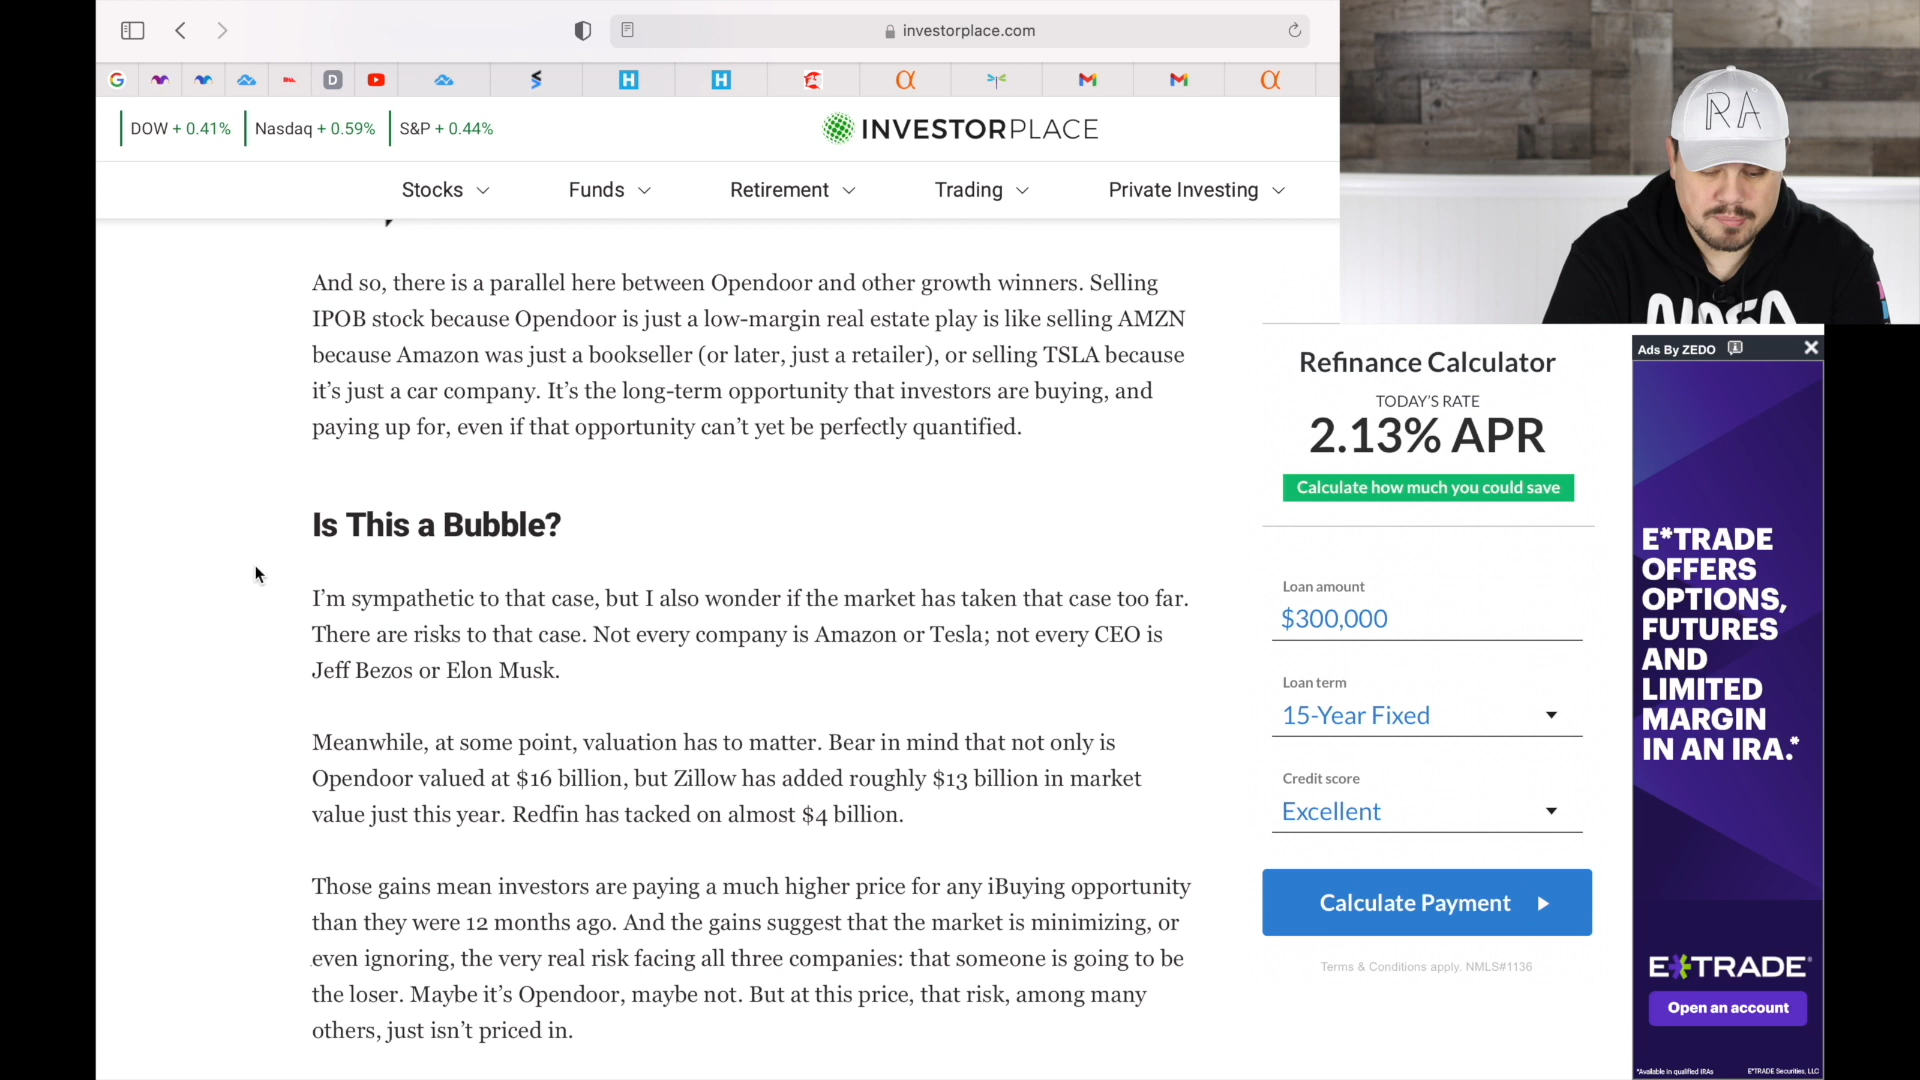 investorplace.com
DOW + 0.41% Nasdaq + 0.59% S&P + 0.44%
INVESTORPLACE
Stocks Funds Retirement Trading Private Investing
And so, there is a parallel here between Opendoor and other growth winners. Selling
IPOB stock because Opendoor is just a low-margin real estate play is like selling AMZN
because Amazon was just a bookseller (or later, just a retailer), or selling TSLA because
it’s just a car company. It’s the long-term opportunity that investors are buying, and
paying up for, even if that opportunity can’t yet be perfectly quantified.
Is This a Bubble?
I’m sympathetic to that case, but I also wonder if the market has taken that case too far.
There are risks to that case. Not every company is Amazon or Tesla; not every CEO is
Jeff Bezos or Elon Musk.
Meanwhile, at some point, valuation has to matter. Bear in mind that not only is
Opendoor valued at $16 billion, but Zillow has added roughly $13 billion in market
value just this year. Redfin has tacked on almost $4 billion.
Those gains mean investors are paying a much higher price for any iBuying opportunity
than they were 12 months ago. And the gains suggest that the market is minimizing, or
even ignoring, the very real risk facing all three companies: that someone is going to be
the loser. Maybe it’s Opendoor, maybe not. But at this price, that risk, among many
others, just isn’t priced in.
Refinance Calculator
TODAY’S RATE
2.13% APR
Calculate how much you could save
Loan amount
$300,000
Loan term
15-Year Fixed
Credit score
Excellent
Calculate Payment
Terms & Conditions apply. NMLS#1136
RA
NASA
Ads By ZEDO
E*TRADE
OFFERS
OPTIONS,
FUTURES
AND
LIMITED
MARGIN
IN AN IRA.*
E*TRADE
Open an account
*Available in qualified IRAs E*TRADE Securities, LLC